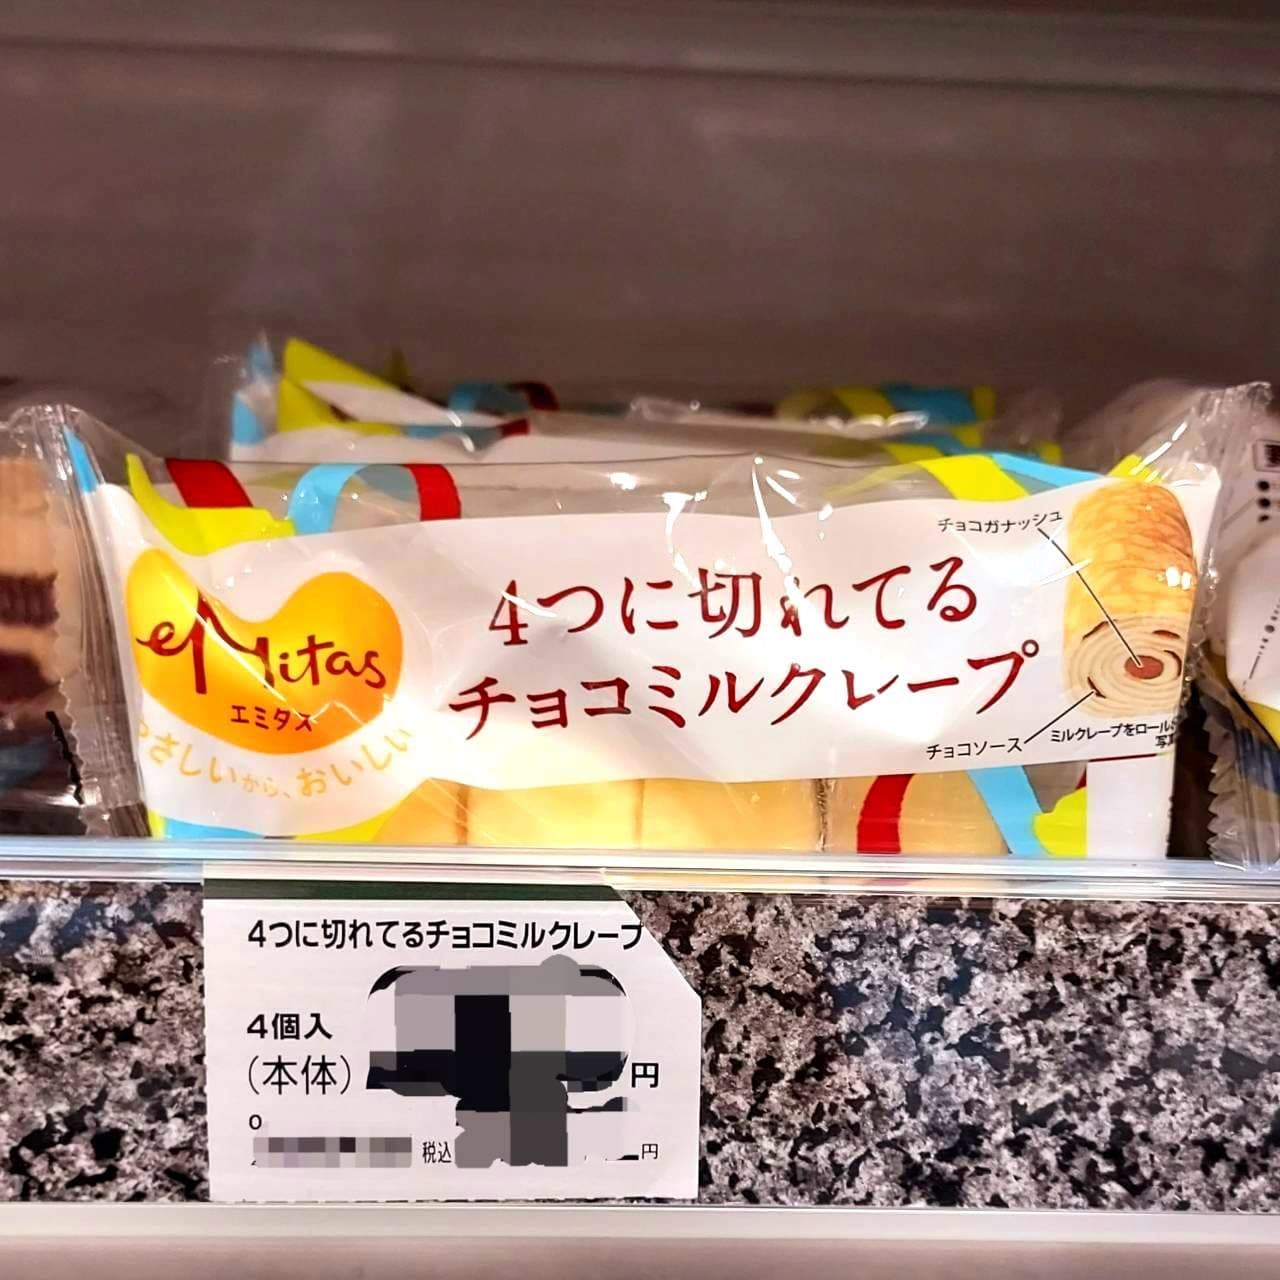 チョコガナッシュ
4つに切れてる
チョコミルクレープ
eMitas
エミタス
さしいから、おいしい
チョコソース
ミルクレープをロール
写真
4つに切れてるチョコミルクレープ
4個入
(本体)
円
税込
円